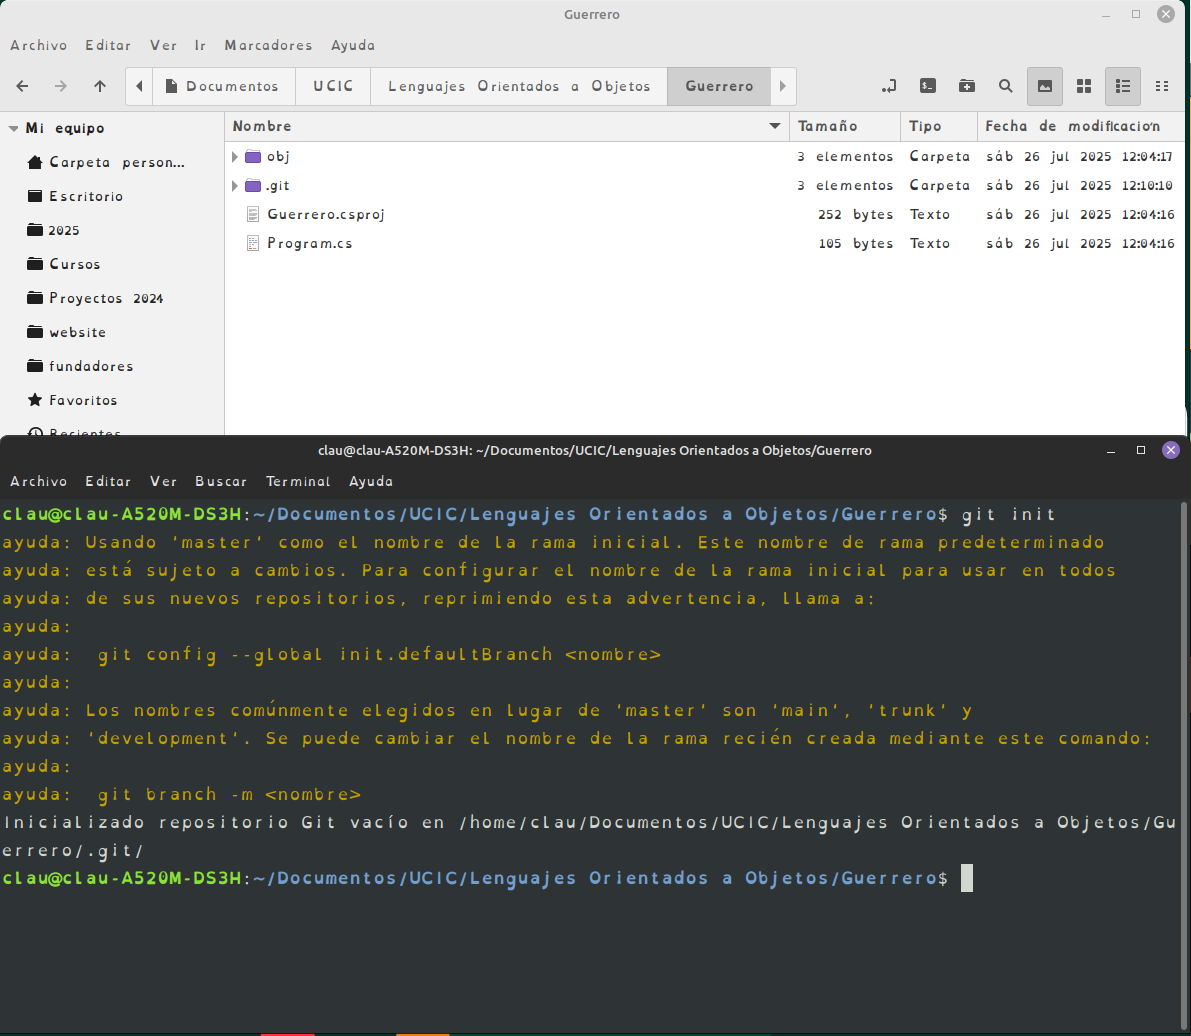 Guerrero
Archivo Editar Ver Ir Marcadores Ayuda
Documentos UCIC Lenguajes Orientados a Objetos Guerrero
Mi equipo
Carpeta person...
Escritorio
2025
Cursos
Proyectos 2024
website
fundadores
Favoritos
Recientes
Nombre Tamaño Tipo Fecha de modificación
obj 3 elementos Carpeta sáb 26 jul 2025 12:04:17
.git 3 elementos Carpeta sáb 26 jul 2025 12:10:10
Guerrero.csproj 252 bytes Texto sáb 26 jul 2025 12:04:16
Program.cs 105 bytes Texto sáb 26 jul 2025 12:04:16
clau@clau-A520M-DS3H: ~/Documentos/UCIC/Lenguajes Orientados a Objetos/Guerrero
Archivo Editar Ver Buscar Terminal Ayuda
clau@clau-A520M-DS3H:~/Documentos/UCIC/Lenguajes Orientados a Objetos/Guerrero$ git init
ayuda: Usando 'master' como el nombre de la rama inicial. Este nombre de rama predeterminado
ayuda: está sujeto a cambios. Para configurar el nombre de la rama inicial para usar en todos
ayuda: de sus nuevos repositorios, reprimiendo esta advertencia, llama a:
ayuda:
ayuda:  git config --global init.defaultBranch <nombre>
ayuda:
ayuda: Los nombres comúnmente elegidos en lugar de 'master' son 'main', 'trunk' y
ayuda: 'development'. Se puede cambiar el nombre de la rama recién creada mediante este comando:
ayuda:
ayuda:  git branch -m <nombre>
Inicializado repositorio Git vacío en /home/clau/Documentos/UCIC/Lenguajes Orientados a Objetos/Gu
errero/.git/
clau@clau-A520M-DS3H:~/Documentos/UCIC/Lenguajes Orientados a Objetos/Guerrero$